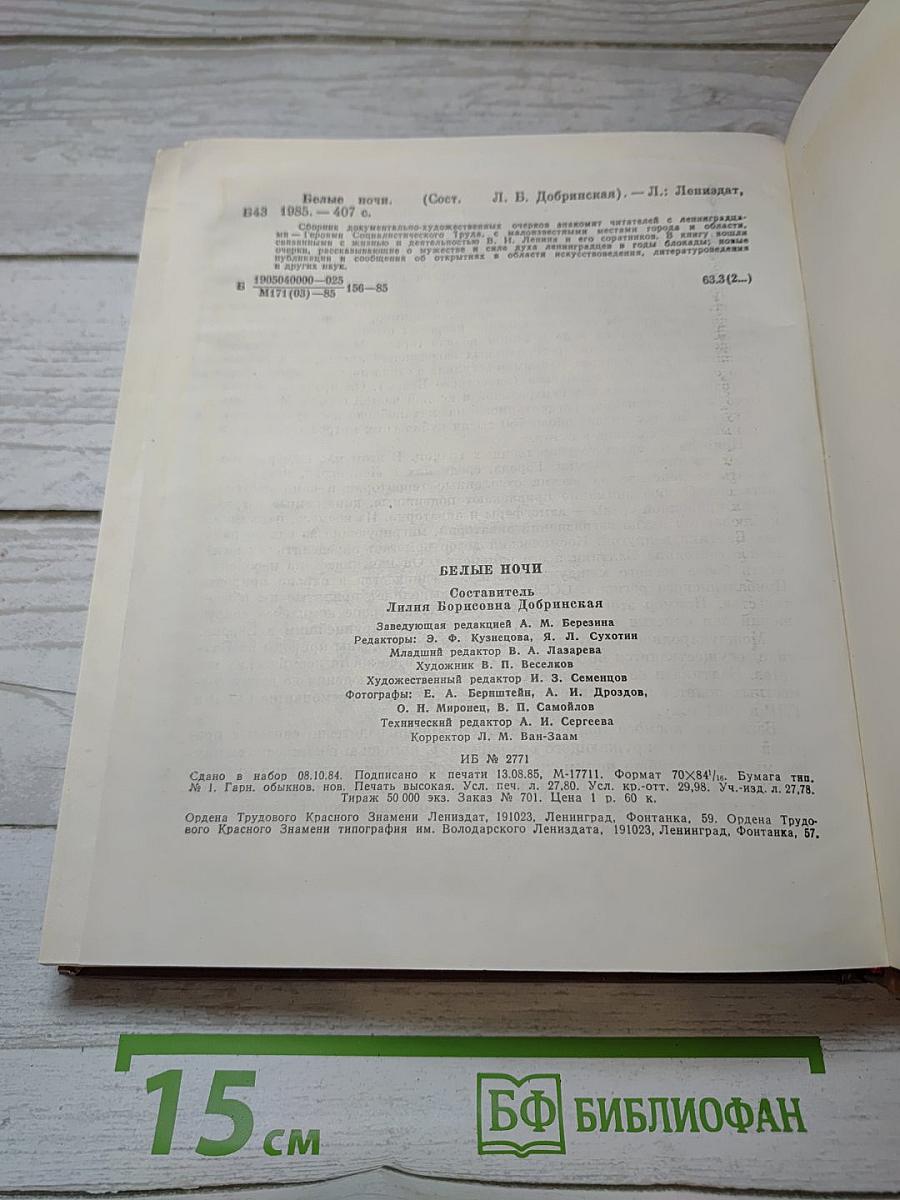 Белые ночи. (Сост. Л. Б. Добринская). — Л.: Лениздат,
Б43 1985. — 407 с.
Сборник документально-художественных очерков знакомит читателей с ленинградца-
ми — Героями Социалистического Труда, с малоизвестными местами города и области,
связанными с жизнью и деятельностью В. И. Ленина и его соратников. В книгу вошли
очерки, рассказывающие о мужестве и силе духа ленинградцев в годы блокады; новые
публикации и сообщения об открытиях в области искусствоведения, литературоведения
и других наук.
Б 1905040000—025 156—85 63.3(2...)
М171(03)—85
БЕЛЫЕ НОЧИ
Составитель
Лилия Борисовна Добринская
Заведующая редакцией А. М. Березина
Редакторы: Э. Ф. Кузнецова, Я. Л. Сухотин
Младший редактор В. А. Лазарева
Художник В. П. Веселков
Художественный редактор И. З. Семенцов
Фотографы: Е. А. Бернштейн, А. И. Дроздов,
О. Н. Миронец, В. П. Самойлов
Технический редактор А. И. Сергеева
Корректор Л. М. Ван-Заам
ИБ № 2771
Сдано в набор 08.10.84. Подписано к печати 13.08.85, М-17711. Формат 70×84¹/₁₆. Бумага тип.
№ 1. Гарн. обыкнов. нов. Печать высокая. Усл. печ. л. 27,80. Усл. кр.-отт. 29,98. Уч.-изд. л. 27,78.
Тираж 50 000 экз. Заказ № 701. Цена 1 р. 60 к.
Ордена Трудового Красного Знамени Лениздат, 191023, Ленинград, Фонтанка, 59. Ордена Трудо-
вого Красного Знамени типография им. Володарского Лениздата, 191023, Ленинград, Фонтанка, 57.
15 см
БФ БИБЛИОФАН